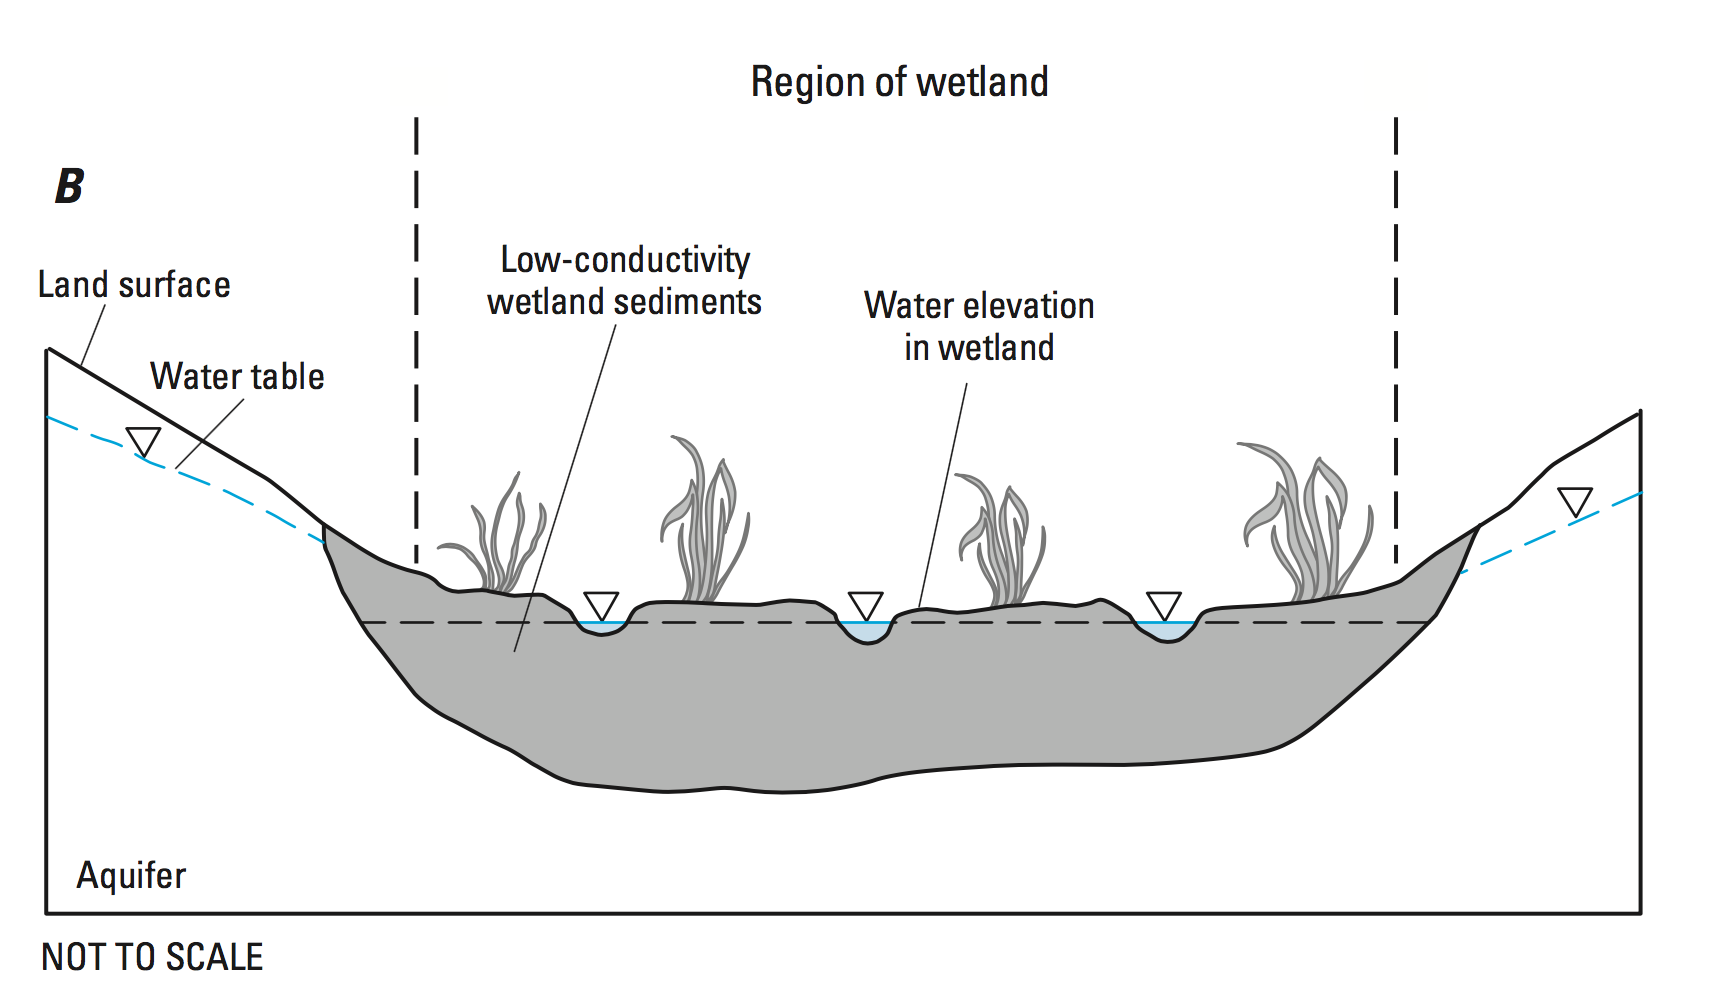 Region of wetland
B
Low-conductivity
wetland sediments
Land surface
Water elevation
in wetland
Water table
Aquifer
NOT TO SCALE